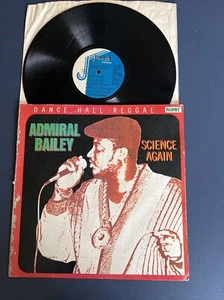 DANCE HALL REGGAE
ADMIRAL
BAILEY
SCIENCE
AGAIN